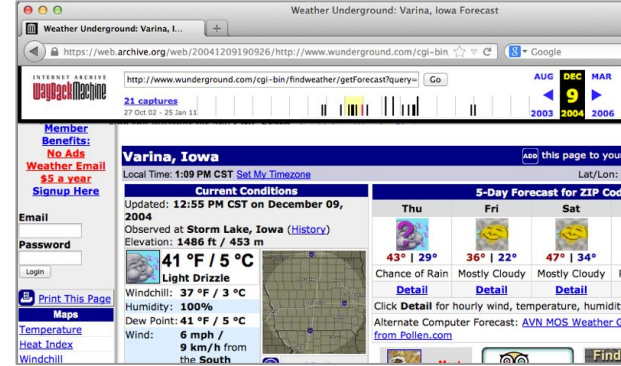 Weather Underground: Varina, Iowa Forecast
Weather Underground: Varina, I...
https://web.archive.org/web/20041209190926/http://www.wunderground.com/cgi-bin
Google
INTERNET ARCHIVE
WayBackMachine
http://www.wunderground.com/cgi-bin/findweather/getForecast?query=
Go
AUG DEC MAR
21 captures
9
27 Oct 02 - 25 Jan 11
2003 2004 2006
Member
Benefits:
No Ads
Weather Email
$5 a year
Signup Here
Email
Password
Login
Print This Page
Maps
Temperature
Heat Index
Windchill
Varina, Iowa
ADD this page to you
Local Time: 1:09 PM CST Set My Timezone
Lat/Lon:
Current Conditions
Updated: 12:55 PM CST on December 09,
2004
Observed at Storm Lake, Iowa (History)
Elevation: 1486 ft / 453 m
41 °F / 5 °C
Light Drizzle
Windchill: 37 °F / 3 °C
Humidity: 100%
Dew Point: 41 °F / 5 °C
Wind: 6 mph /
9 km/h from
the South
5-Day Forecast for ZIP Cod
Thu Fri Sat
43° | 29° 36° | 22° 47° | 34°
Chance of Rain Mostly Cloudy Mostly Cloudy
Detail Detail Detail
Click Detail for hourly wind, temperature, humidit
Alternate Computer Forecast: AVN MOS Weather G
from Pollen.com
Find